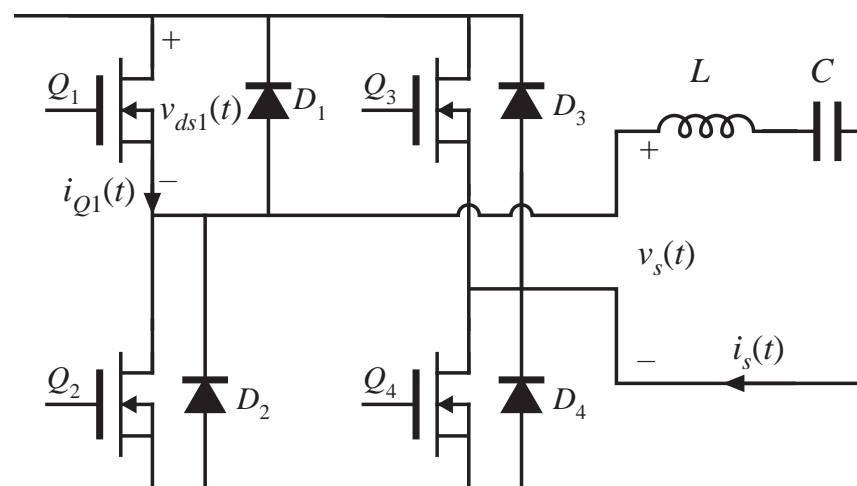 +
L C
Q1 vds1(t) D1 Q3 D3
+
iQ1(t) –
vs(t)
– is(t)
Q2 D2 Q4 D4